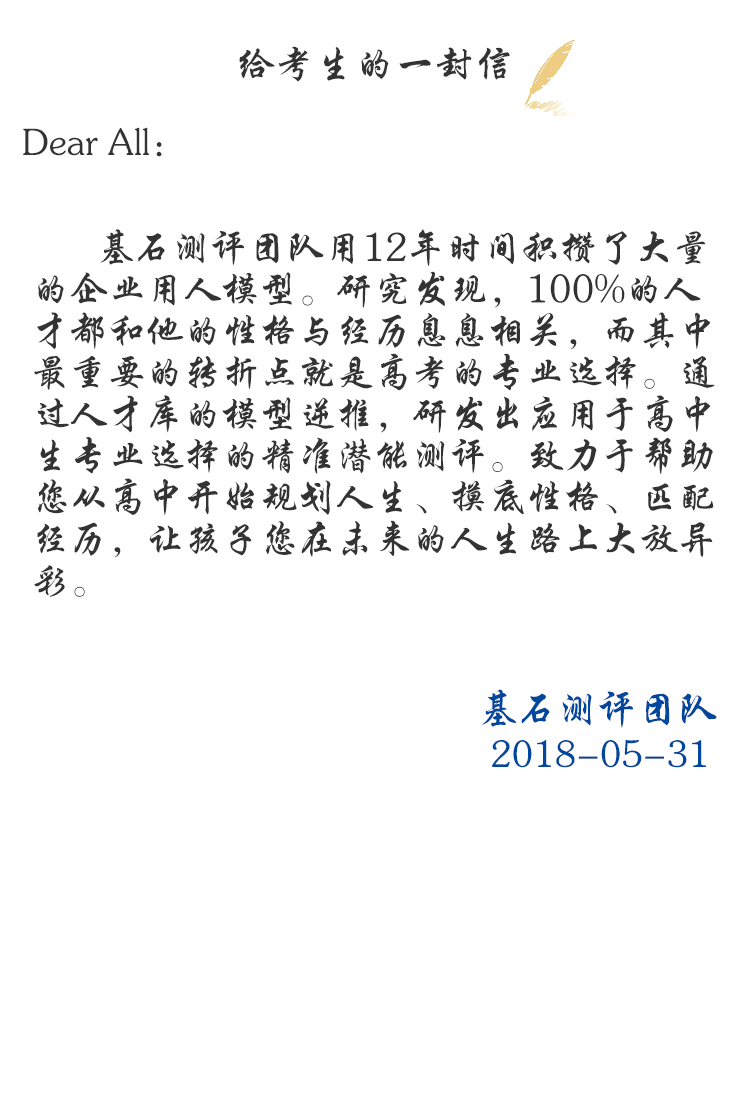 给考生的一封信
Dear All：
基石测评团队用12年时间积攒了大量
的企业用人模型。研究发现，100%的人
才都和他的性格与经历息息相关，而其中
最重要的转折点就是高考的专业选择。通
过人才库的模型逆推，研发出应用于高中
生专业选择的精准潜能测评。致力于帮助
您从高中开始规划人生、摸底性格、匹配
经历，让孩子您在未来的人生路上大放异
彩。
基石测评团队
2018-05-31